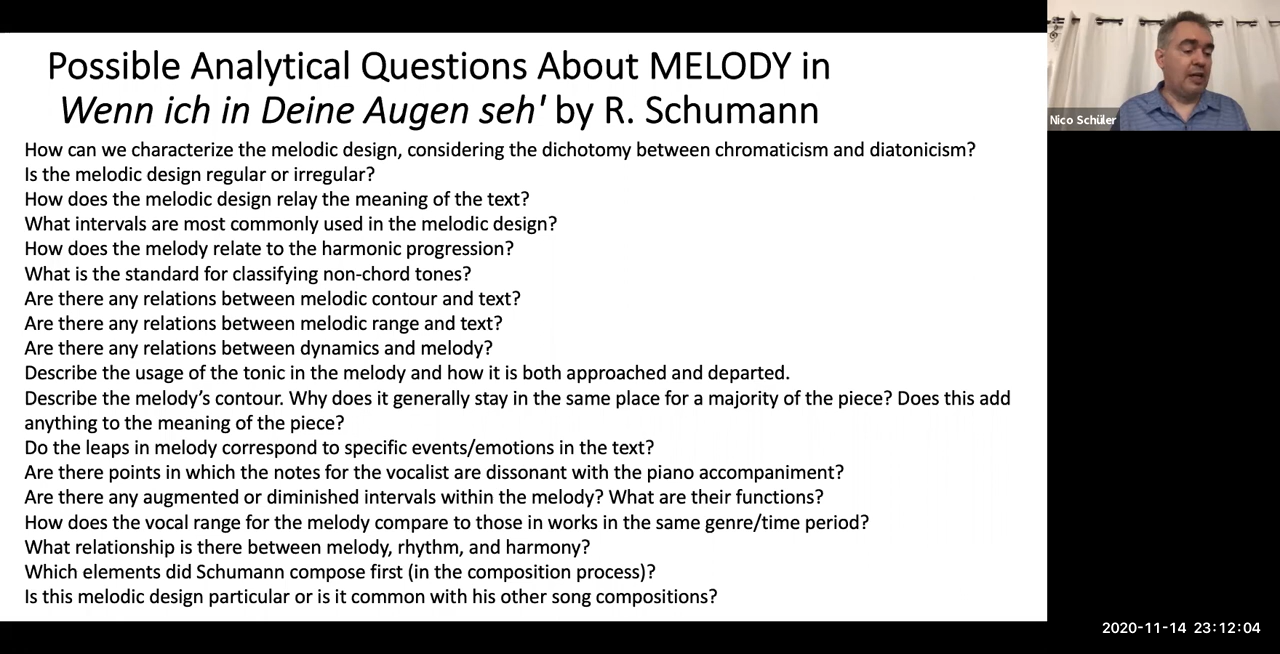 Possible Analytical Questions About MELODY in
Wenn ich in Deine Augen seh' by R. Schumann
How can we characterize the melodic design, considering the dichotomy between chromaticism and diatonicism?
Is the melodic design regular or irregular?
How does the melodic design relay the meaning of the text?
What intervals are most commonly used in the melodic design?
How does the melody relate to the harmonic progression?
What is the standard for classifying non-chord tones?
Are there any relations between melodic contour and text?
Are there any relations between melodic range and text?
Are there any relations between dynamics and melody?
Describe the usage of the tonic in the melody and how it is both approached and departed.
Describe the melody’s contour. Why does it generally stay in the same place for a majority of the piece? Does this add
anything to the meaning of the piece?
Do the leaps in melody correspond to specific events/emotions in the text?
Are there points in which the notes for the vocalist are dissonant with the piano accompaniment?
Are there any augmented or diminished intervals within the melody? What are their functions?
How does the vocal range for the melody compare to those in works in the same genre/time period?
What relationship is there between melody, rhythm, and harmony?
Which elements did Schumann compose first (in the composition process)?
Is this melodic design particular or is it common with his other song compositions?
Nico Schüler
2020-11-14 23:12:04